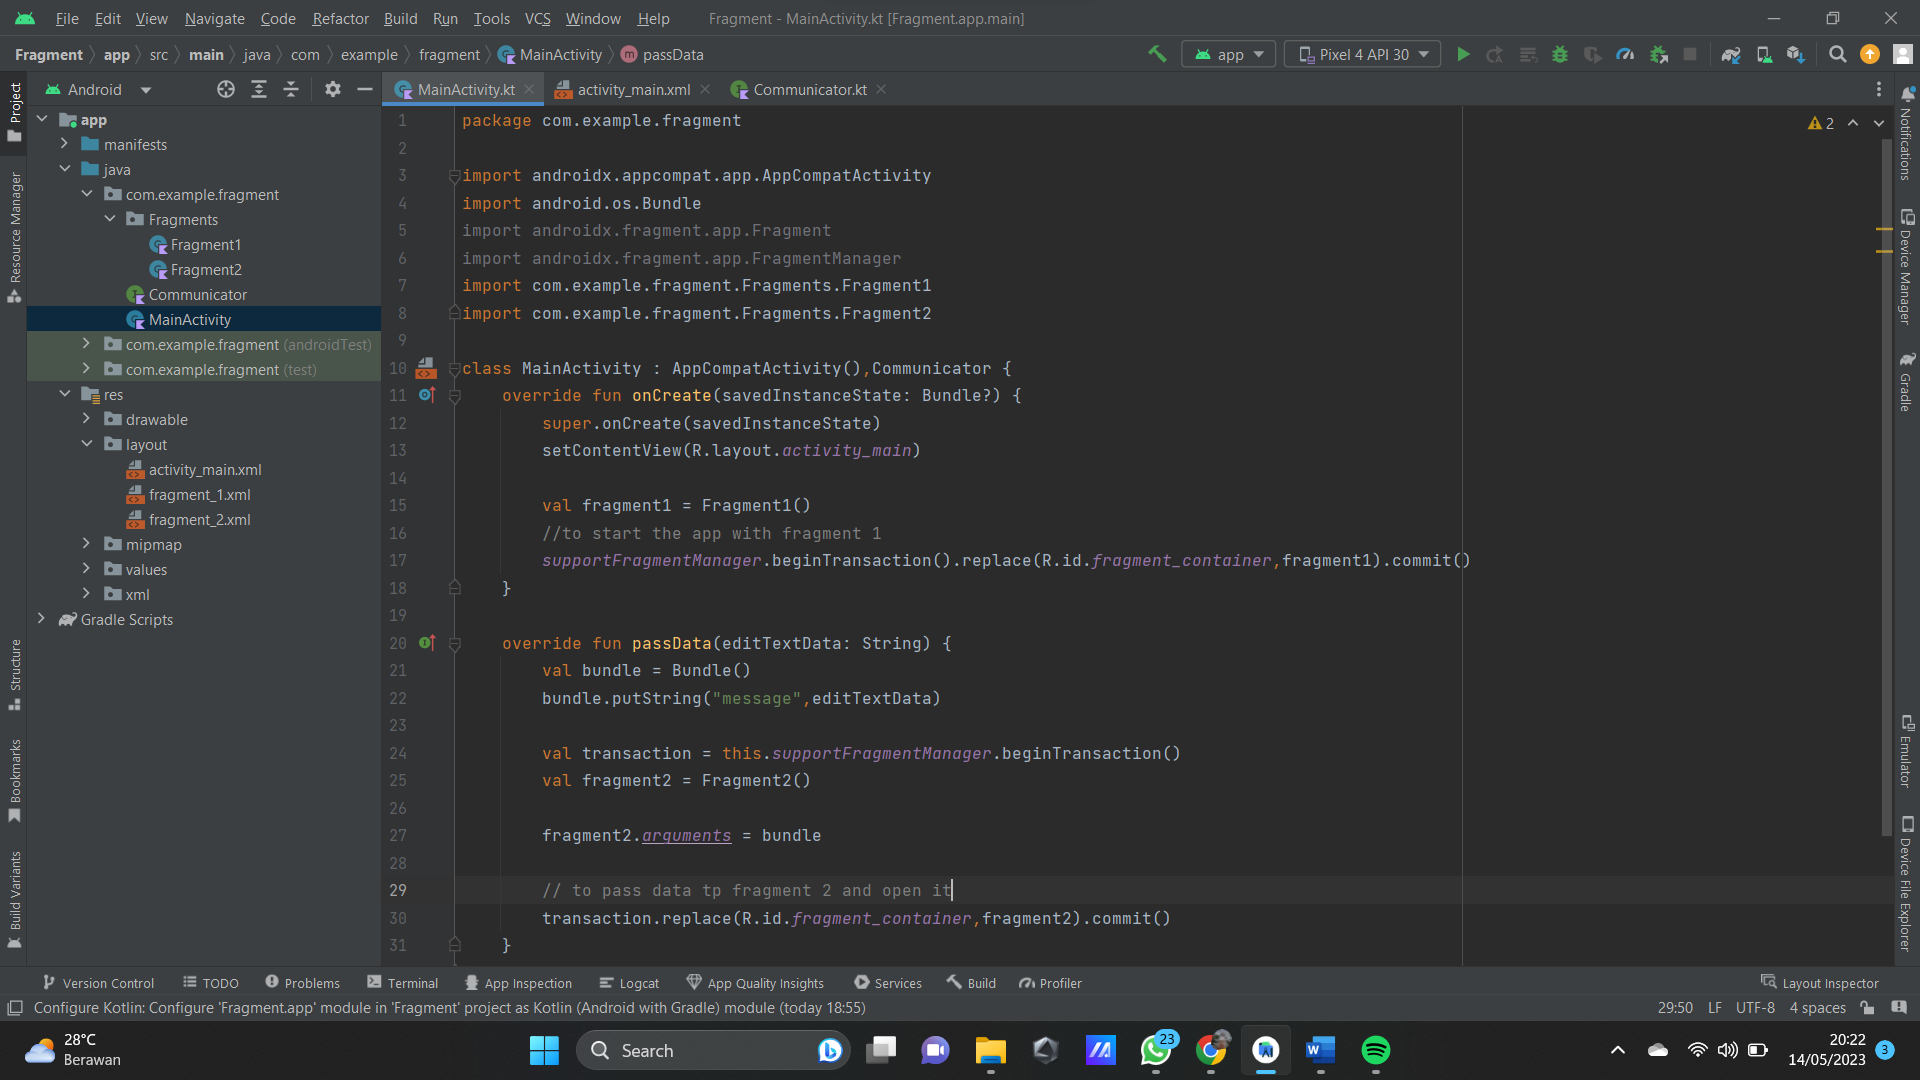 File Edit View Navigate Code Refactor Build Run Tools VCS Window Help Fragment - MainActivity.kt [Fragment.app.main]
Fragment app src main java com example fragment MainActivity passData app Pixel 4 API 30
Project
Resource Manager
Structure
Bookmarks
Build Variants
Android
app
manifests
java
com.example.fragment
Fragments
Fragment1
Fragment2
Communicator
MainActivity
com.example.fragment (androidTest)
com.example.fragment (test)
res
drawable
layout
activity_main.xml
fragment_1.xml
fragment_2.xml
mipmap
values
xml
Gradle Scripts
MainActivity.kt activity_main.xml Communicator.kt
2
1 package com.example.fragment
2
3 import androidx.appcompat.app.AppCompatActivity
4 import android.os.Bundle
5 import androidx.fragment.app.Fragment
6 import androidx.fragment.app.FragmentManager
7 import com.example.fragment.Fragments.Fragment1
8 import com.example.fragment.Fragments.Fragment2
9
10 class MainActivity : AppCompatActivity(),Communicator {
11 override fun onCreate(savedInstanceState: Bundle?) {
12 super.onCreate(savedInstanceState)
13 setContentView(R.layout.activity_main)
14
15 val fragment1 = Fragment1()
16 //to start the app with fragment 1
17 supportFragmentManager.beginTransaction().replace(R.id.fragment_container,fragment1).commit()
18 }
19
20 override fun passData(editTextData: String) {
21 val bundle = Bundle()
22 bundle.putString("message",editTextData)
23
24 val transaction = this.supportFragmentManager.beginTransaction()
25 val fragment2 = Fragment2()
26
27 fragment2.arguments = bundle
28
29 // to pass data tp fragment 2 and open it
30 transaction.replace(R.id.fragment_container,fragment2).commit()
31 }
Notifications
Device Manager
Gradle
Emulator
Device File Explorer
Version Control TODO Problems Terminal App Inspection Logcat App Quality Insights Services Build Profiler Layout Inspector
Configure Kotlin: Configure 'Fragment.app' module in 'Fragment' project as Kotlin (Android with Gradle) module (today 18:55) 29:50 LF UTF-8 4 spaces
28°C
Berawan
Search
23
20:22
14/05/2023
3